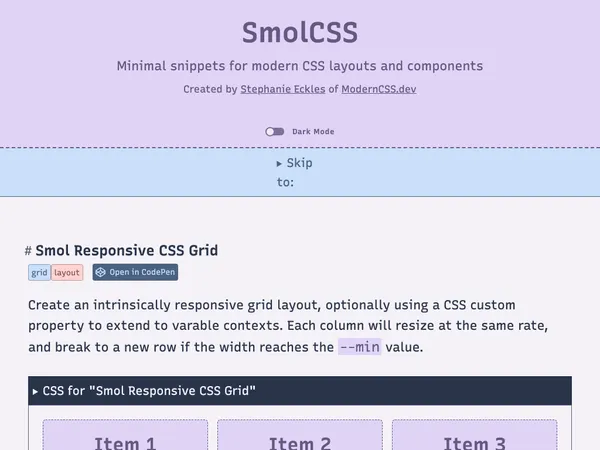 SmolCSS
Minimal snippets for modern CSS layouts and components
Created by Stephanie Eckles of ModernCSS.dev
Dark Mode
▸ Skip
to:
# Smol Responsive CSS Grid
grid layout Open in CodePen
Create an intrinsically responsive grid layout, optionally using a CSS custom
property to extend to varable contexts. Each column will resize at the same rate,
and break to a new row if the width reaches the --min value.
▸ CSS for "Smol Responsive CSS Grid"
Item 1 Item 2 Item 3